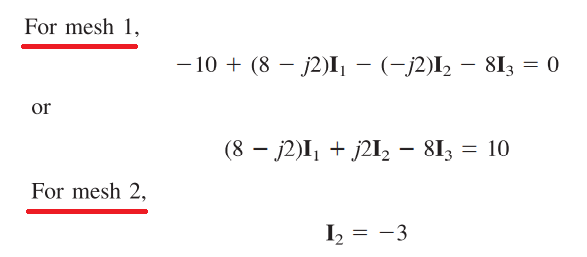 For mesh 1,
−10 + (8 − j2)I₁ − (−j2)I₂ − 8I₃ = 0
or
(8 − j2)I₁ + j2I₂ − 8I₃ = 10
For mesh 2,
I₂ = −3